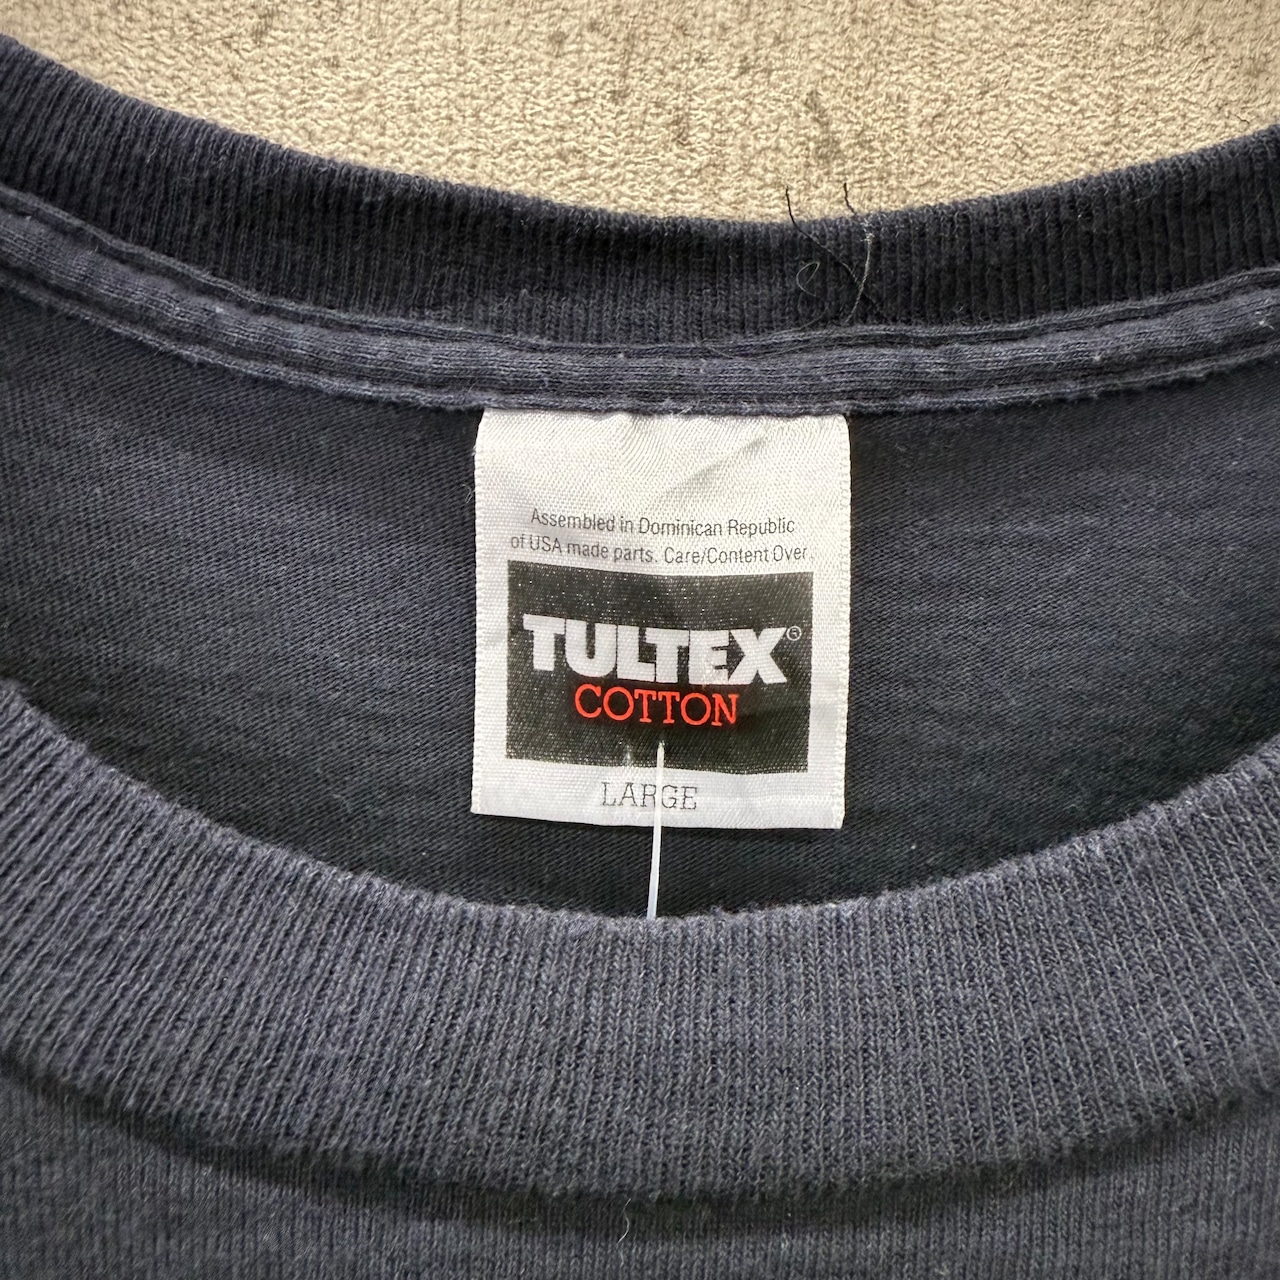 Assembled in Dominican Republic
of USA made parts. Care/Content Over.
TULTEX®
COTTON
LARGE